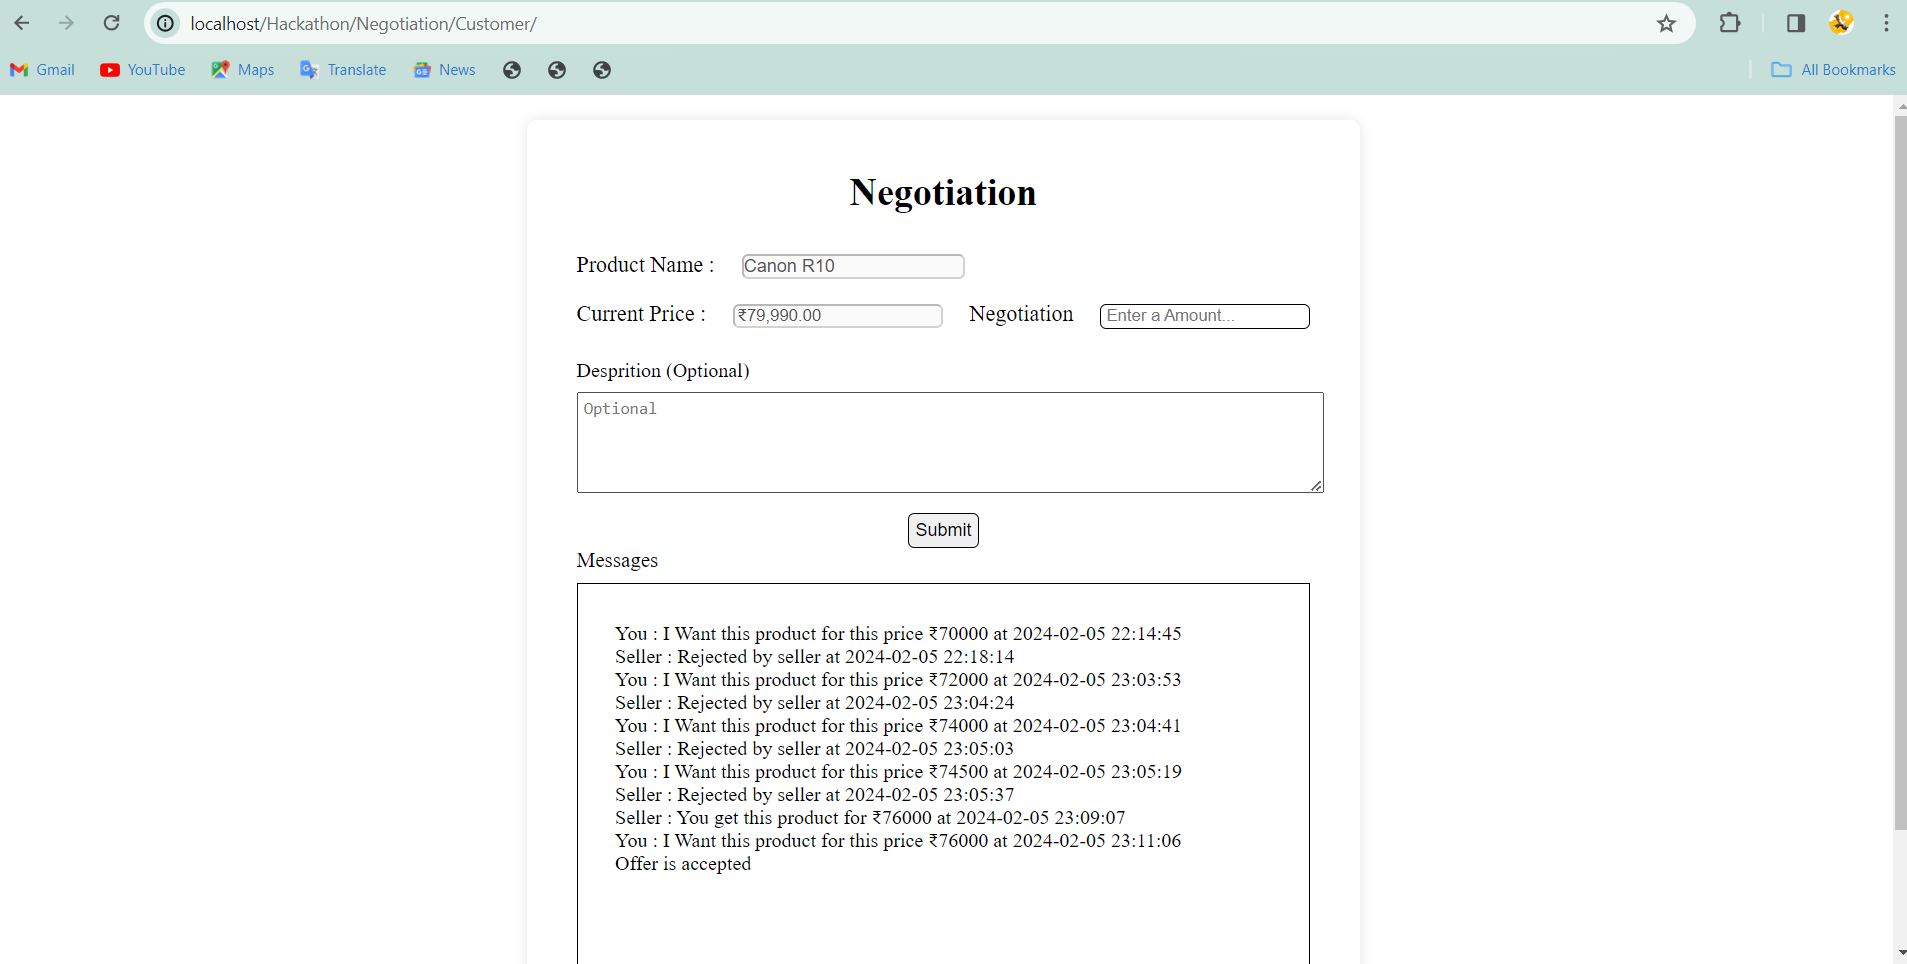 localhost/Hackathon/Negotiation/Customer/
Gmail YouTube Maps Translate News All Bookmarks
Negotiation
Product Name : Canon R10
Current Price : ₹79,990.00 Negotiation Enter a Amount...
Desprition (Optional)
Optional
Submit
Messages
You : I Want this product for this price ₹70000 at 2024-02-05 22:14:45
Seller : Rejected by seller at 2024-02-05 22:18:14
You : I Want this product for this price ₹72000 at 2024-02-05 23:03:53
Seller : Rejected by seller at 2024-02-05 23:04:24
You : I Want this product for this price ₹74000 at 2024-02-05 23:04:41
Seller : Rejected by seller at 2024-02-05 23:05:03
You : I Want this product for this price ₹74500 at 2024-02-05 23:05:19
Seller : Rejected by seller at 2024-02-05 23:05:37
Seller : You get this product for ₹76000 at 2024-02-05 23:09:07
You : I Want this product for this price ₹76000 at 2024-02-05 23:11:06
Offer is accepted